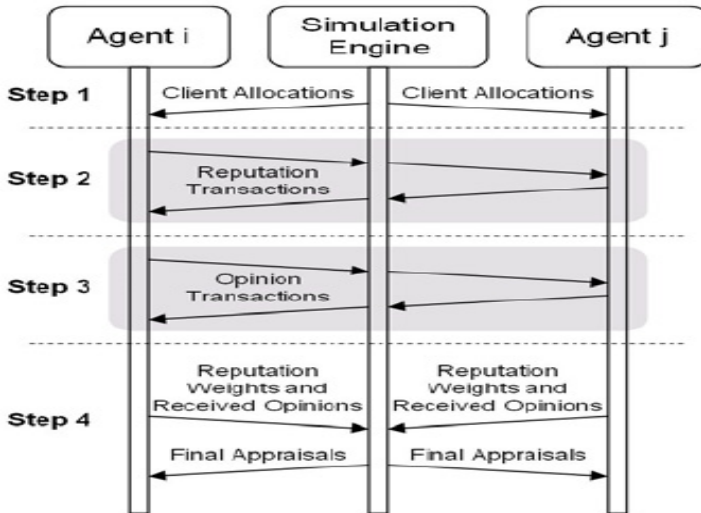 Agent i
Simulation
Engine
Agent j
Step 1
Client Allocations
Client Allocations
Step 2
Reputation
Transactions
Step 3
Opinion
Transactions
Step 4
Reputation
Weights and
Received Opinions
Reputation
Weights and
Received Opinions
Final Appraisals
Final Appraisals